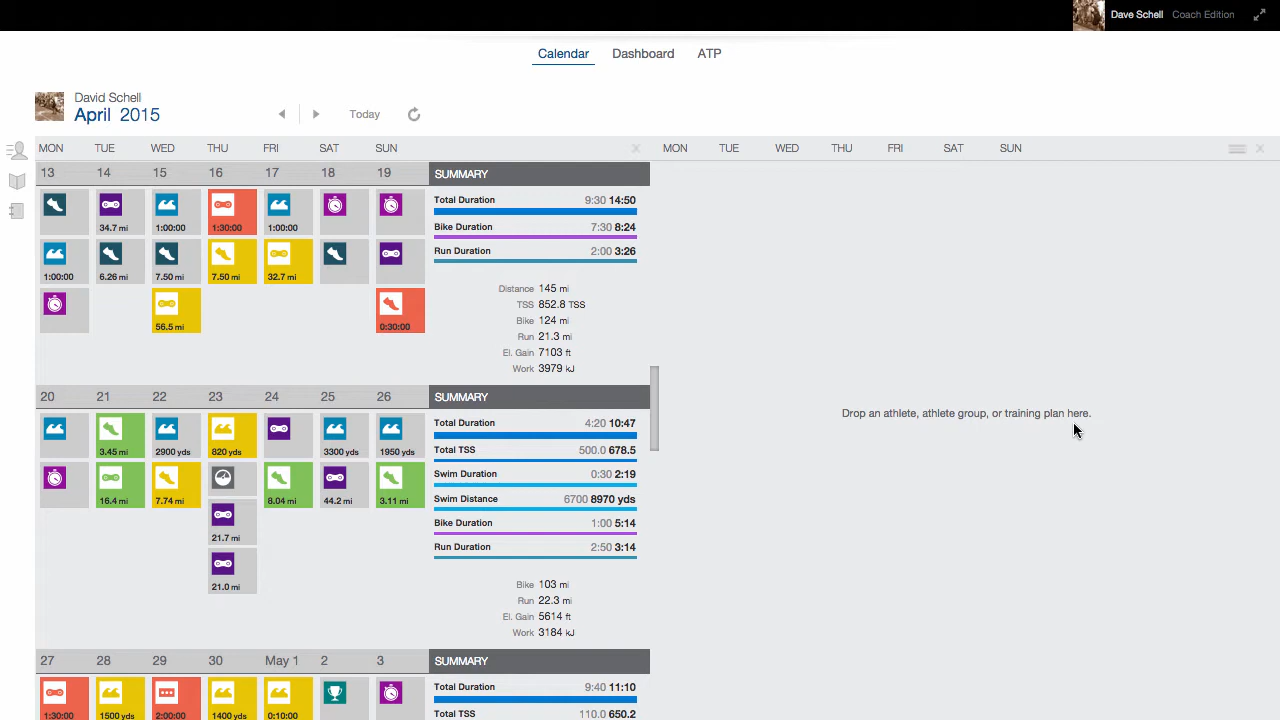 Dave Schell Coach Edition
Calendar Dashboard ATP
David Schell
April 2015
Today
MON TUE WED THU FRI SAT SUN
MON TUE WED THU FRI SAT SUN
13 14 15 16 17 18 19 SUMMARY
34.7 mi 1:00:00 1:30:00 1:00:00
1:00:00 6.26 mi 7.50 mi 7.50 mi 32.7 mi
56.5 mi 0:30:00
Total Duration 9:30 14:50
Bike Duration 7:30 8:24
Run Duration 2:00 3:26
Distance 145 mi
TSS 852.8 TSS
Bike 124 mi
Run 21.3 mi
El. Gain 7103 ft
Work 3979 kJ
20 21 22 23 24 25 26 SUMMARY
3.45 mi 2900 yds 820 yds 3300 yds 1950 yds
16.4 mi 7.74 mi 8.04 mi 44.2 mi 3.11 mi
21.7 mi
21.0 mi
Total Duration 4:20 10:47
Total TSS 500.0 678.5
Swim Duration 0:30 2:19
Swim Distance 6700 8970 yds
Bike Duration 1:00 5:14
Run Duration 2:50 3:14
Bike 103 mi
Run 22.3 mi
El. Gain 5614 ft
Work 3184 kJ
27 28 29 30 May 1 2 3 SUMMARY
1:30:00 1500 yds 2:00:00 1400 yds 0:10:00
Total Duration 9:40 11:10
Total TSS 110.0 650.2
Drop an athlete, athlete group, or training plan here.